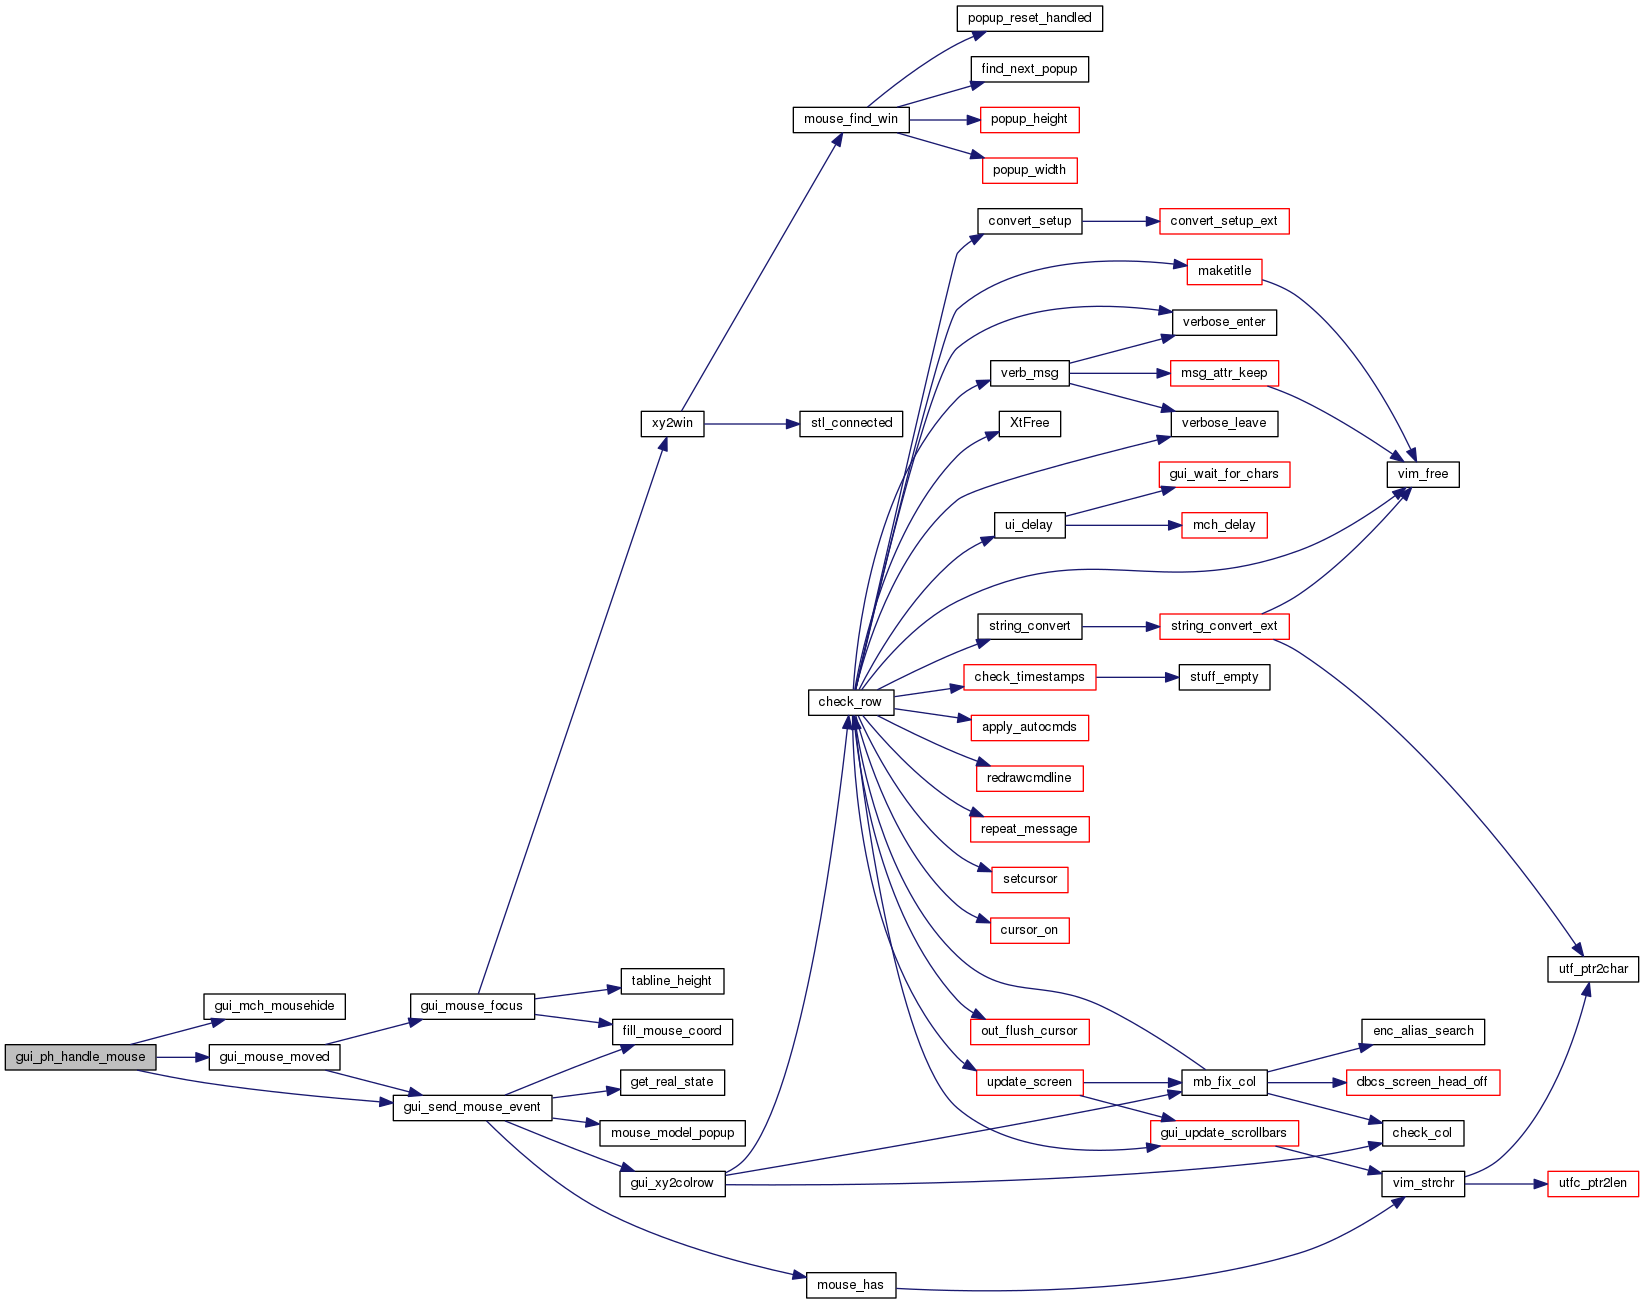 popup_reset_handled
find_next_popup
mouse_find_win
popup_height
popup_width
convert_setup
convert_setup_ext
maketitle
verbose_enter
verb_msg
msg_attr_keep
xy2win
stl_connected
XtFree
verbose_leave
gui_wait_for_chars
vim_free
ui_delay
mch_delay
string_convert
string_convert_ext
check_timestamps
stuff_empty
check_row
apply_autocmds
redrawcmdline
repeat_message
setcursor
cursor_on
utf_ptr2char
tabline_height
gui_mch_mousehide
gui_mouse_focus
fill_mouse_coord
out_flush_cursor
enc_alias_search
gui_ph_handle_mouse
gui_mouse_moved
get_real_state
update_screen
mb_fix_col
dbcs_screen_head_off
gui_send_mouse_event
mouse_model_popup
gui_update_scrollbars
check_col
gui_xy2colrow
vim_strchr
utfc_ptr2len
mouse_has